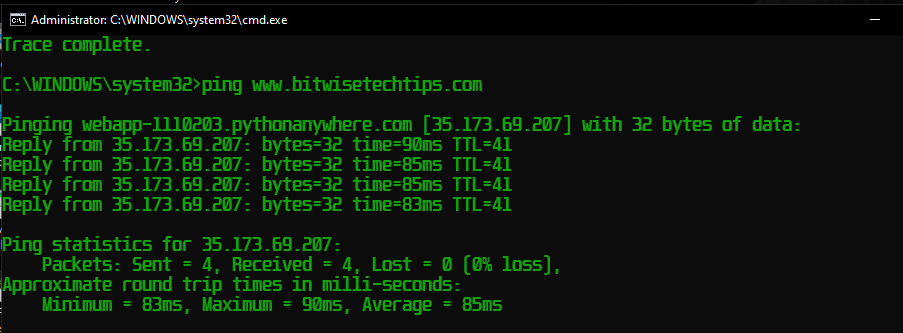 Administrator: C:\WINDOWS\system32\cmd.exe
Trace complete.
C:\WINDOWS\system32>ping www.bitwisetechtips.com
Pinging webapp-1110203.pythonanywhere.com [35.173.69.207] with 32 bytes of data:
Reply from 35.173.69.207: bytes=32 time=90ms TTL=41
Reply from 35.173.69.207: bytes=32 time=85ms TTL=41
Reply from 35.173.69.207: bytes=32 time=85ms TTL=41
Reply from 35.173.69.207: bytes=32 time=83ms TTL=41
Ping statistics for 35.173.69.207:
    Packets: Sent = 4, Received = 4, Lost = 0 (0% loss),
Approximate round trip times in milli-seconds:
    Minimum = 83ms, Maximum = 90ms, Average = 85ms